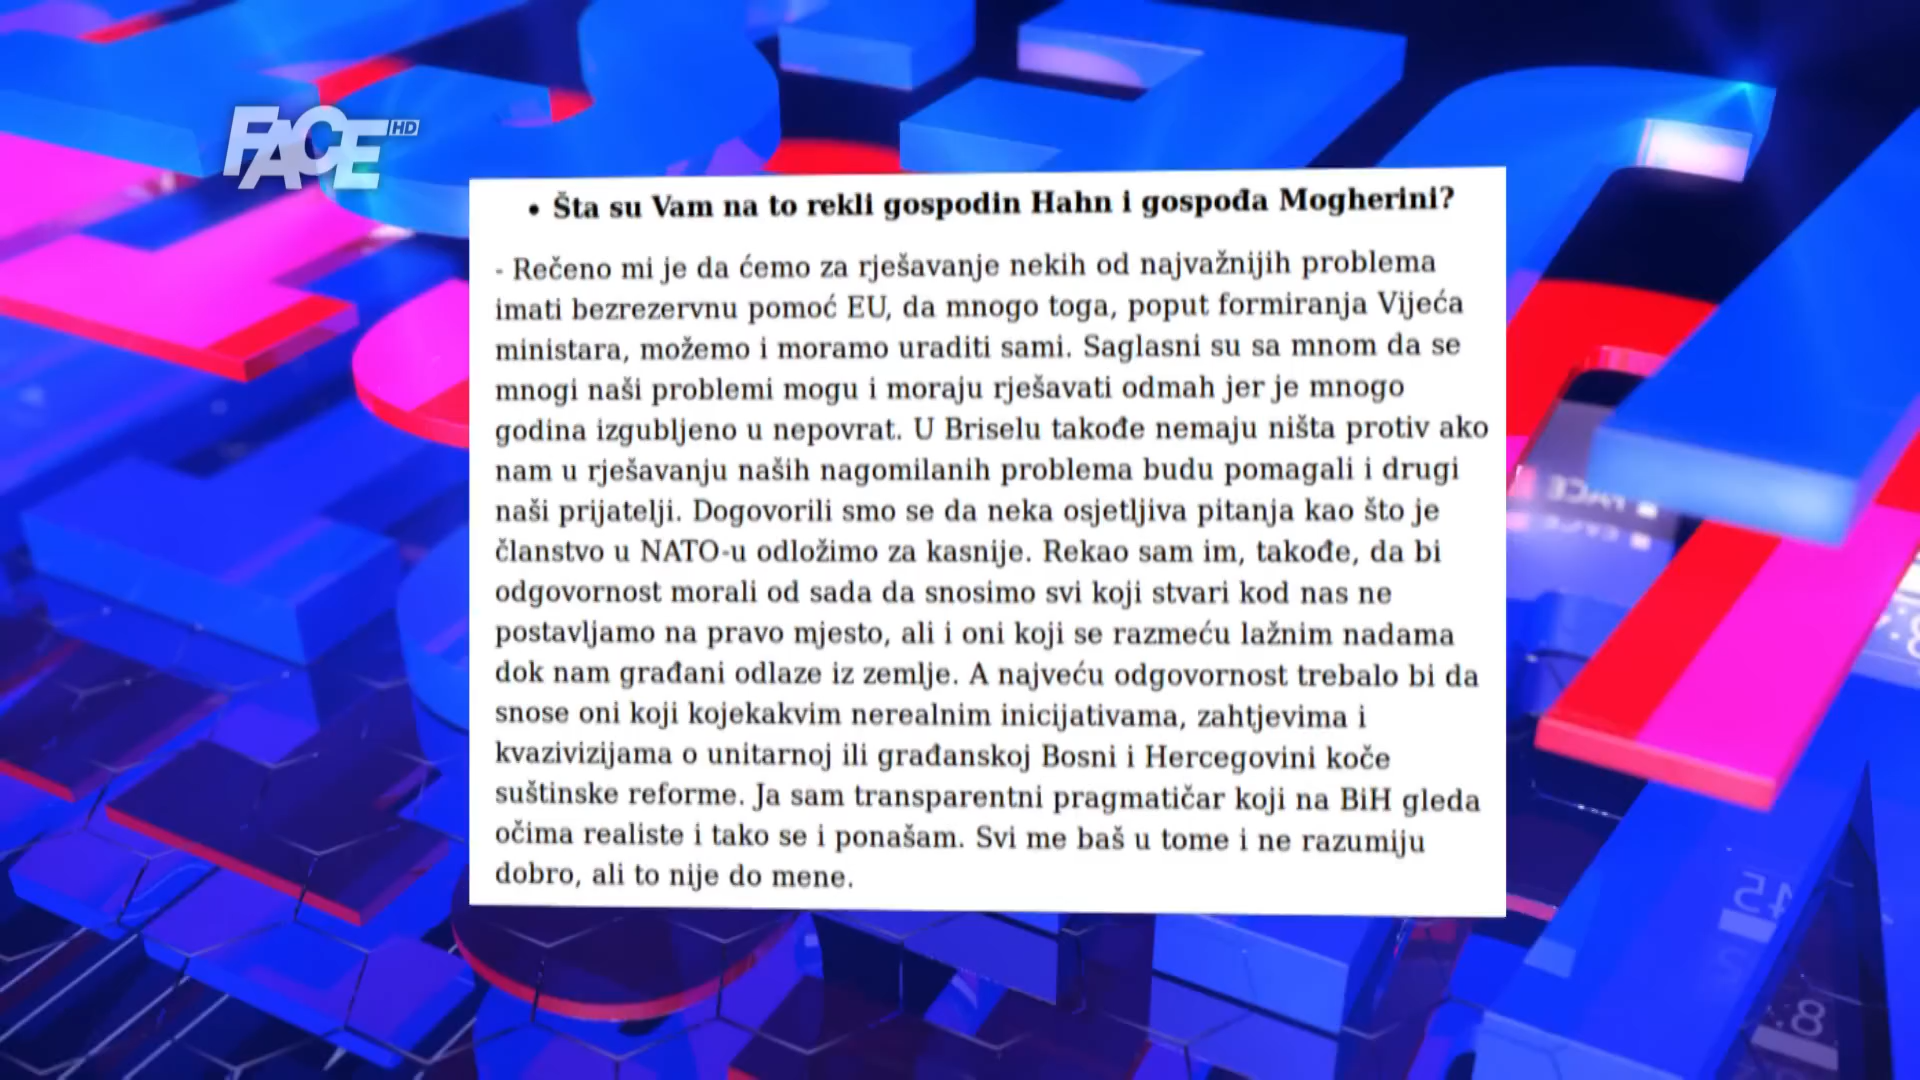 FACE HD
• Šta su Vam na to rekli gospodin Hahn i gospođa Mogherini?
- Rečeno mi je da ćemo za rješavanje nekih od najvažnijih problema
imati bezrezervnu pomoć EU, da mnogo toga, poput formiranja Vijeća
ministara, možemo i moramo uraditi sami. Saglasni su sa mnom da se
mnogi naši problemi mogu i moraju rješavati odmah jer je mnogo
godina izgubljeno u nepovrat. U Briselu takođe nemaju ništa protiv ako
nam u rješavanju naših nagomilanih problema budu pomagali i drugi
naši prijatelji. Dogovorili smo se da neka osjetljiva pitanja kao što je
članstvo u NATO-u odložimo za kasnije. Rekao sam im, takođe, da bi
odgovornost morali od sada da snosimo svi koji stvari kod nas ne
postavljamo na pravo mjesto, ali i oni koji se razmeću lažnim nadama
dok nam građani odlaze iz zemlje. A najveću odgovornost trebalo bi da
snose oni koji kojekakvim nerealnim inicijativama, zahtjevima i
kvazivizijama o unitarnoj ili građanskoj Bosni i Hercegovini koče
suštinske reforme. Ja sam transparentni pragmatičar koji na BiH gleda
očima realiste i tako se i ponašam. Svi me baš u tome i ne razumiju
dobro, ali to nije do mene.